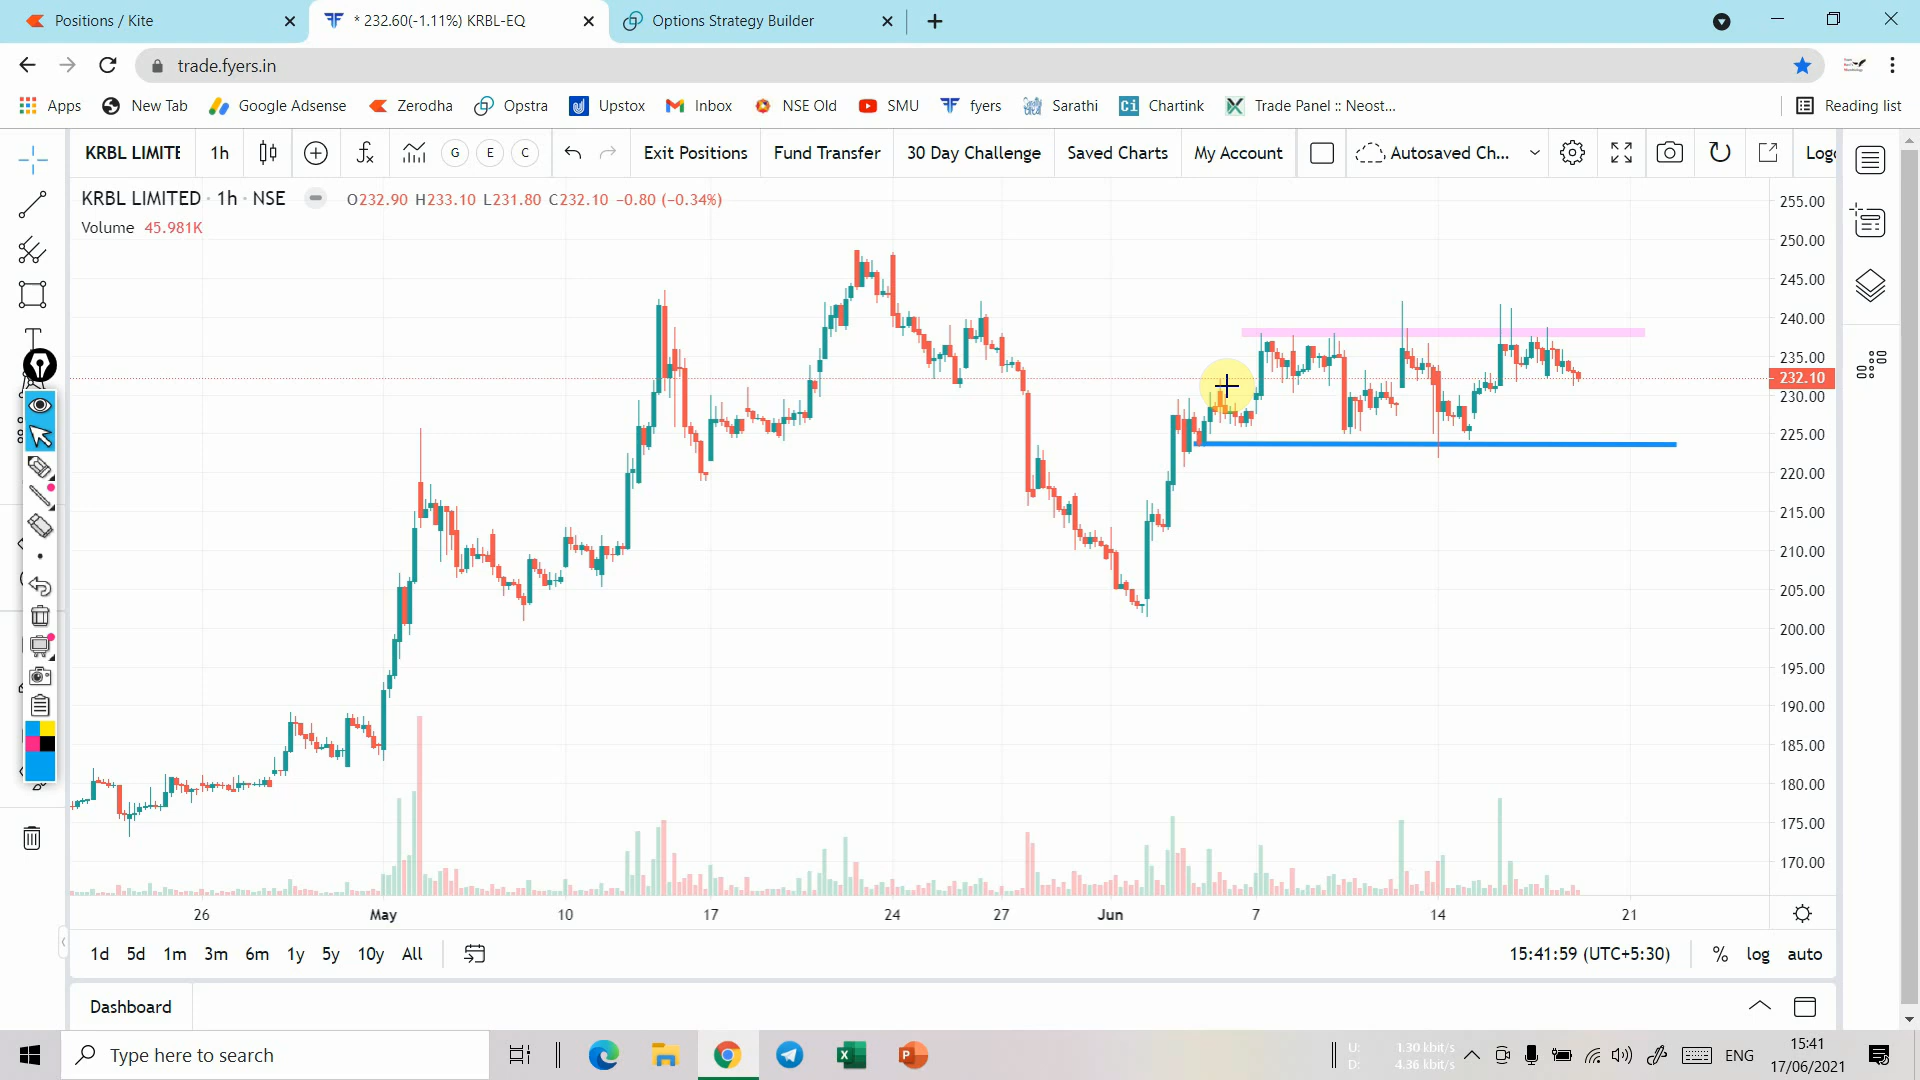 Positions / Kite
* 232.60(-1.11%) KRBL-EQ
Options Strategy Builder
trade.fyers.in
Apps
New Tab
Google Adsense
Zerodha
Opstra
Upstox
Inbox
NSE Old
SMU
fyers
Sarathi
Ci Chartink
Trade Panel :: Neost...
Reading list
KRBL LIMITE
1h
G
E
C
Exit Positions
Fund Transfer
30 Day Challenge
Saved Charts
My Account
Autosaved Ch...
KRBL LIMITED · 1h · NSE
O232.90 H233.10 L231.80 C232.10 −0.80 (−0.34%)
Volume 45.981K
255.00
250.00
245.00
240.00
235.00
232.10
230.00
225.00
220.00
215.00
210.00
205.00
200.00
195.00
190.00
185.00
180.00
175.00
170.00
26
May
10
17
24
27
Jun
7
14
21
1d 5d 1m 3m 6m 1y 5y 10y All
15:41:59 (UTC+5:30)
% log auto
Dashboard
Type here to search
U: 1.30 kbit/s
D: 4.36 kbit/s
ENG
15:41
17/06/2021